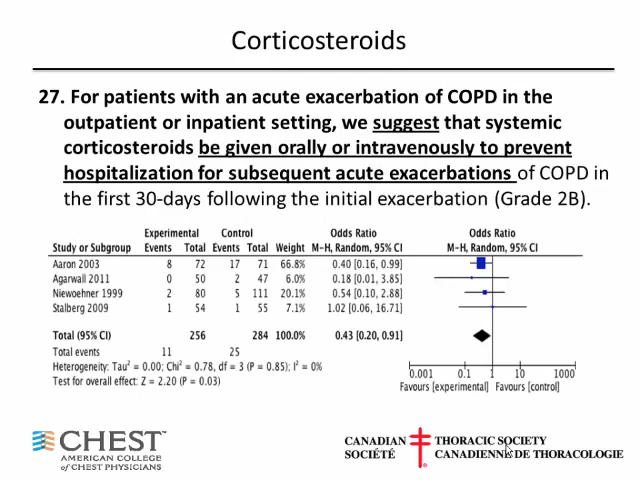 Corticosteroids
27. For patients with an acute exacerbation of COPD in the
outpatient or inpatient setting, we suggest that systemic
corticosteroids be given orally or intravenously to prevent
hospitalization for subsequent acute exacerbations of COPD in
the first 30-days following the initial exacerbation (Grade 2B).
Experimental Control Odds Ratio Odds Ratio
Study or Subgroup Events Total Events Total Weight M-H, Random, 95% CI M-H, Random, 95% CI
Aaron 2003 8 72 17 71 66.8% 0.40 [0.16, 0.99]
Agarwall 2011 0 50 2 47 6.0% 0.18 [0.01, 3.85]
Niewoehner 1999 2 80 5 111 20.1% 0.54 [0.10, 2.88]
Stalberg 2009 1 54 1 55 7.1% 1.02 [0.06, 16.71]
Total (95% CI) 256 284 100.0% 0.43 [0.20, 0.91]
Total events 11 25
Heterogeneity: Tau² = 0.00; Chi² = 0.78, df = 3 (P = 0.85); I² = 0%
Test for overall effect: Z = 2.20 (P = 0.03)
0.001 0.1 1 10 1000
Favours [experimental] Favours [control]
CHEST™
AMERICAN COLLEGE
of CHEST PHYSICIANS
CANADIAN THORACIC SOCIETY
SOCIÉTÉ CANADIENNE DE THORACOLOGIE